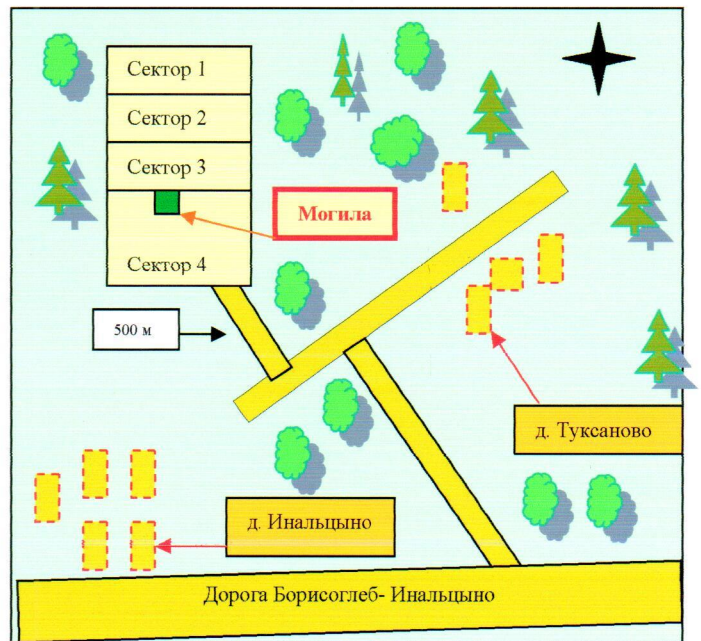 Сектор 1
Сектор 2
Сектор 3
Могила
Сектор 4
500 м
д. Туксаново
д. Инальцыно
Дорога Борисоглеб- Инальцыно